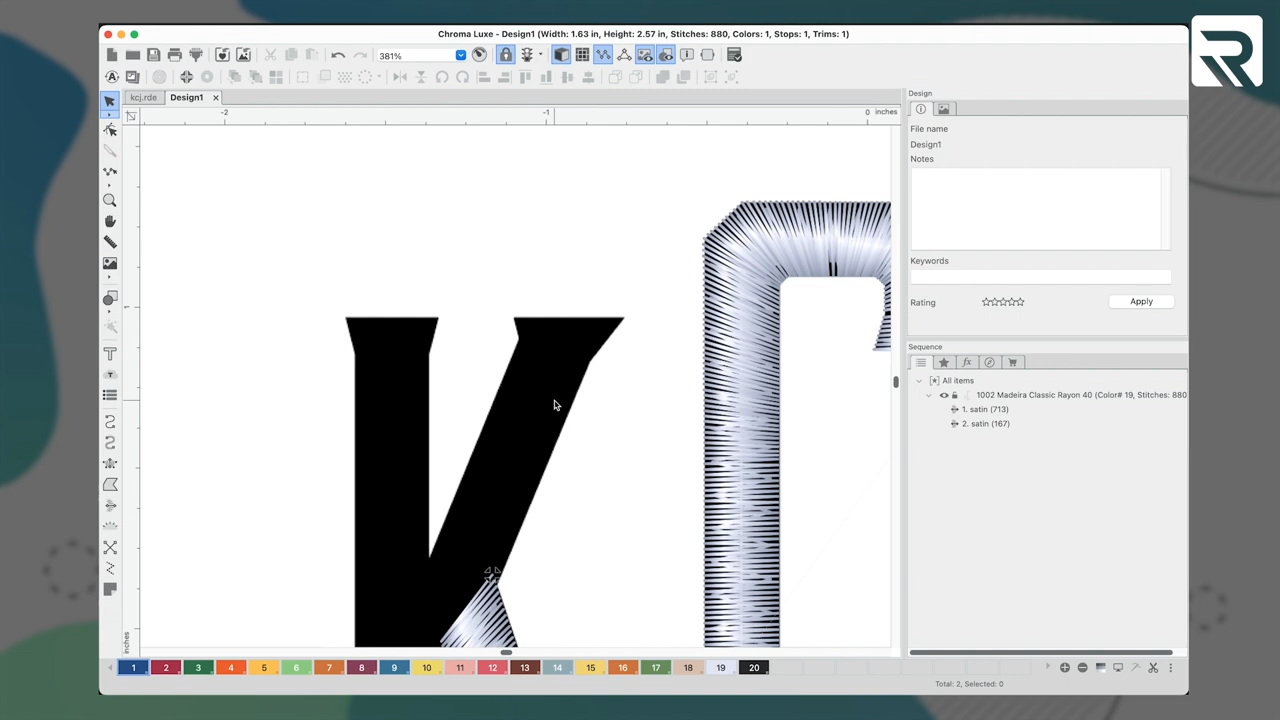 Chroma Luxe - Design1 (Width: 1.63 in, Height: 2.57 in, Stitches: 880, Colors: 1, Stops: 1, Trims: 1)
381%
kcj.rde
Design1
-2
-1
0
inches
1
inches
Design
File name
Design1
Notes
Keywords
Rating
Apply
Sequence
fx
All items
1002 Madeira Classic Rayon 40 (Color# 19, Stitches: 880
1. satin (713)
2. satin (167)
1 2 3 4 5 6 7 8 9 10 11 12 13 14 15 16 17 18 19 20
Total: 2, Selected: 0